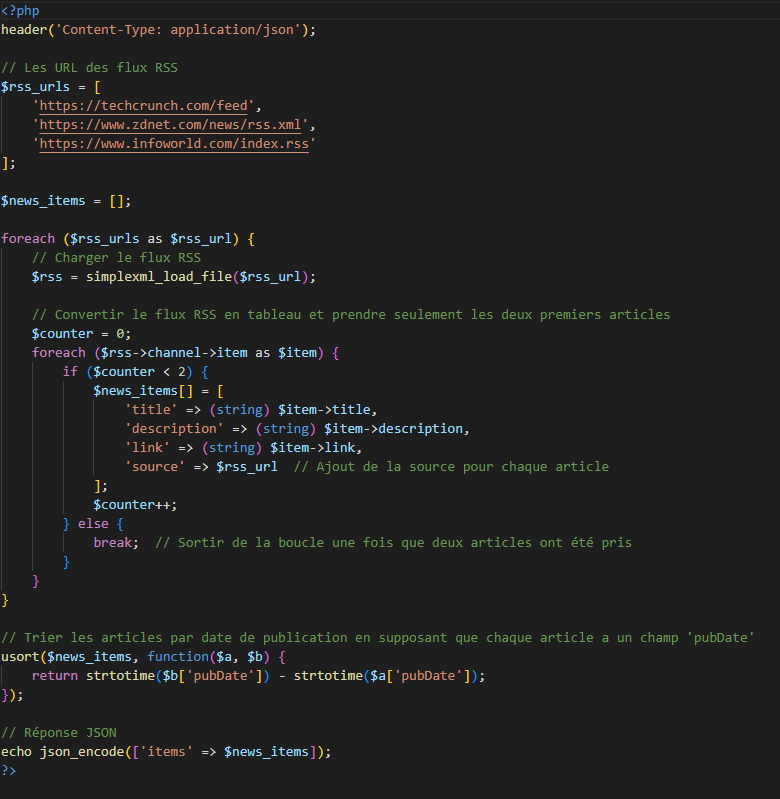 <?php
header('Content-Type: application/json');

// Les URL des flux RSS
$rss_urls = [
    'https://techcrunch.com/feed',
    'https://www.zdnet.com/news/rss.xml',
    'https://www.infoworld.com/index.rss'
];

$news_items = [];

foreach ($rss_urls as $rss_url) {
    // Charger le flux RSS
    $rss = simplexml_load_file($rss_url);

    // Convertir le flux RSS en tableau et prendre seulement les deux premiers articles
    $counter = 0;
    foreach ($rss->channel->item as $item) {
        if ($counter < 2) {
            $news_items[] = [
                'title' => (string) $item->title,
                'description' => (string) $item->description,
                'link' => (string) $item->link,
                'source' => $rss_url  // Ajout de la source pour chaque article
            ];
            $counter++;
        } else {
            break;  // Sortir de la boucle une fois que deux articles ont été pris
        }
    }
}

// Trier les articles par date de publication en supposant que chaque article a un champ 'pubDate'
usort($news_items, function($a, $b) {
    return strtotime($b['pubDate']) - strtotime($a['pubDate']);
});

// Réponse JSON
echo json_encode(['items' => $news_items]);
?>